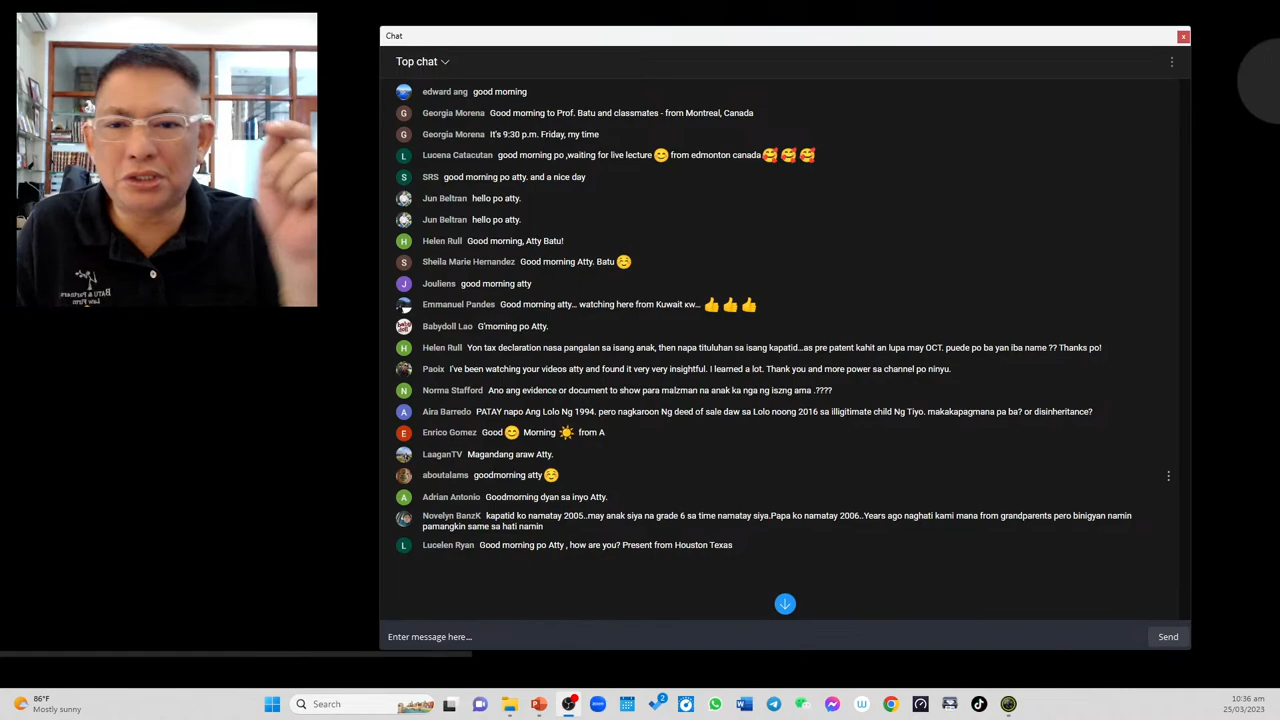 Chat
Top chat
edward ang good morning
Georgia Morena Good morning to Prof. Batu and classmates - from Montreal, Canada
Georgia Morena It's 9:30 p.m. Friday, my time
Lucena Catacutan good morning po ,waiting for live lecture 😊 from edmonton canada 🥰 🥰 🥰
SRS good morning po atty. and a nice day
Jun Beltran hello po atty.
Jun Beltran hello po atty.
Helen Rull Good morning, Atty Batu!
Sheila Marie Hernandez Good morning Atty. Batu ☺️
Jouliens good morning atty
Emmanuel Pandes Good morning atty... watching here from Kuwait kw... 👍 👍 👍
Babydoll Lao G'morning po Atty.
Helen Rull Yon tax declaration nasa pangalan sa isang anak, then napa tituluhan sa isang kapatid...as pre patent kahit an lupa may OCT. puede po ba yan iba name ?? Thanks po!
Paoix I've been watching your videos atty and found it very very insightful. I learned a lot. Thank you and more power sa channel po ninyu.
Norma Stafford Ano ang evidence or document to show para malzman na anak ka nga ng iszng ama .????
Aira Barredo PATAY napo Ang Lolo Ng 1994. pero nagkaroon Ng deed of sale daw sa Lolo noong 2016 sa illigitimate child Ng Tiyo. makakapagmana pa ba? or disinheritance?
Enrico Gomez Good 😊 Morning ☀️ from A
LaaganTV Magandang araw Atty.
aboutalams goodmorning atty ☺️
Adrian Antonio Goodmorning dyan sa inyo Atty.
Novelyn BanzK kapatid ko namatay 2005..may anak siya na grade 6 sa time namatay siya.Papa ko namatay 2006..Years ago naghati kami mana from grandparents pero binigyan namin
pamangkin same sa hati namin
Lucelen Ryan Good morning po Atty , how are you? Present from Houston Texas
Enter message here...
Send
BATU & Partners
Law Firm
86°F
Mostly sunny
Search
10:36 am
25/03/2023